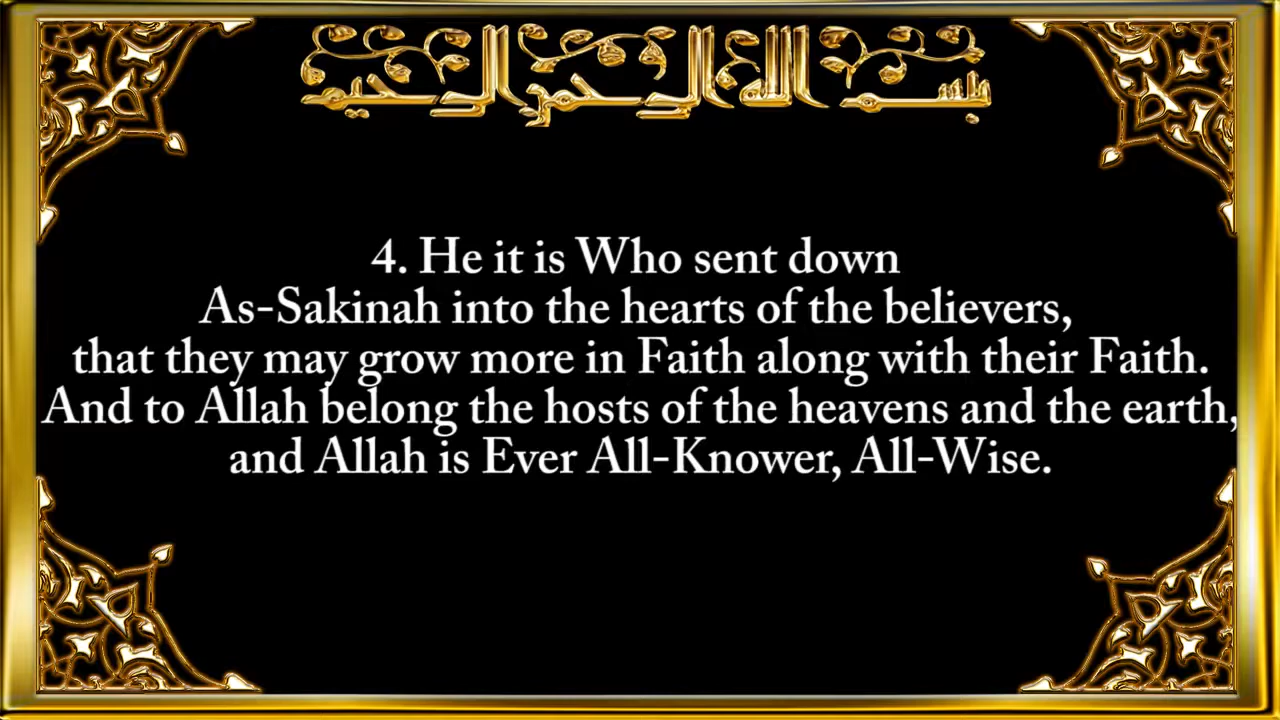 بسم الله الرحمن الرحيم
4. He it is Who sent down
As-Sakinah into the hearts of the believers,
that they may grow more in Faith along with their Faith.
And to Allah belong the hosts of the heavens and the earth,
and Allah is Ever All-Knower, All-Wise.